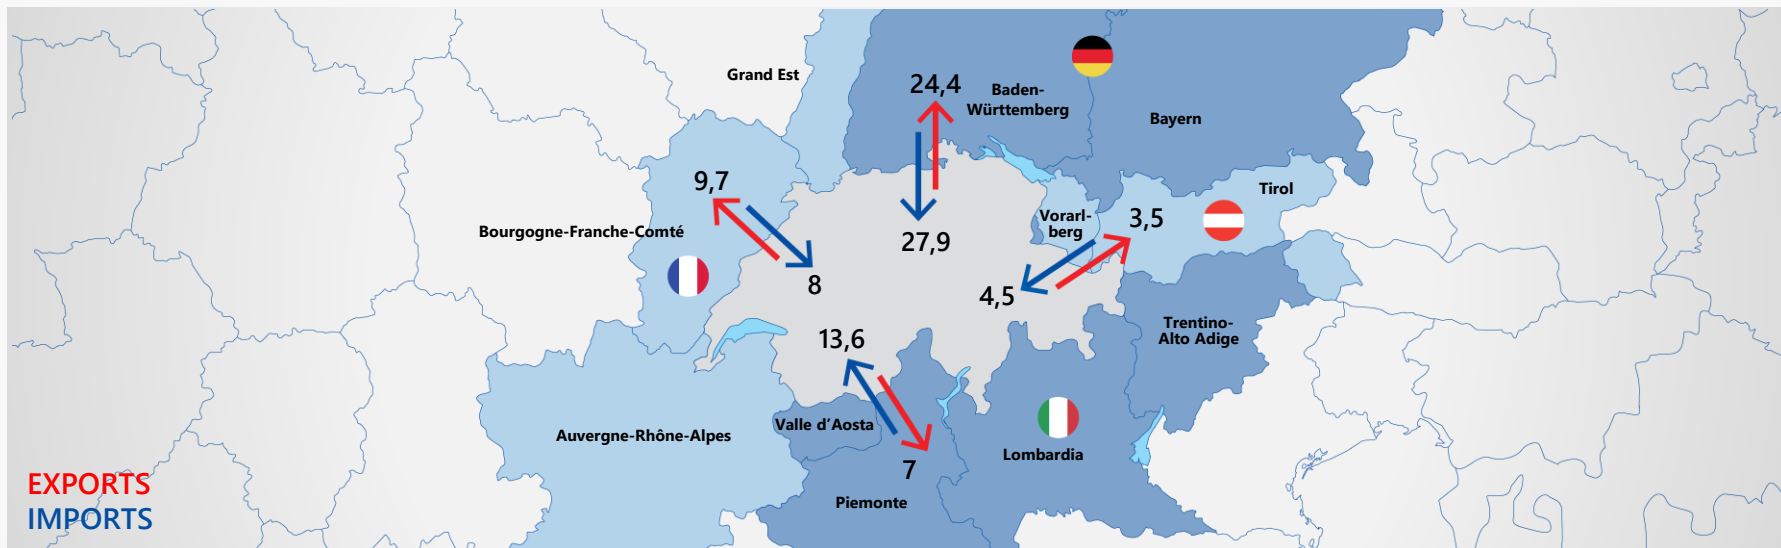 Grand Est
24,4
Baden-
Württemberg
Bayern
9,7
Tirol
Bourgogne-Franche-Comté
Vorarl-
berg
3,5
27,9
8
4,5
13,6
Trentino-
Alto Adige
Valle d’Aosta
Auvergne-Rhône-Alpes
7
Lombardia
Piemonte
EXPORTS
IMPORTS